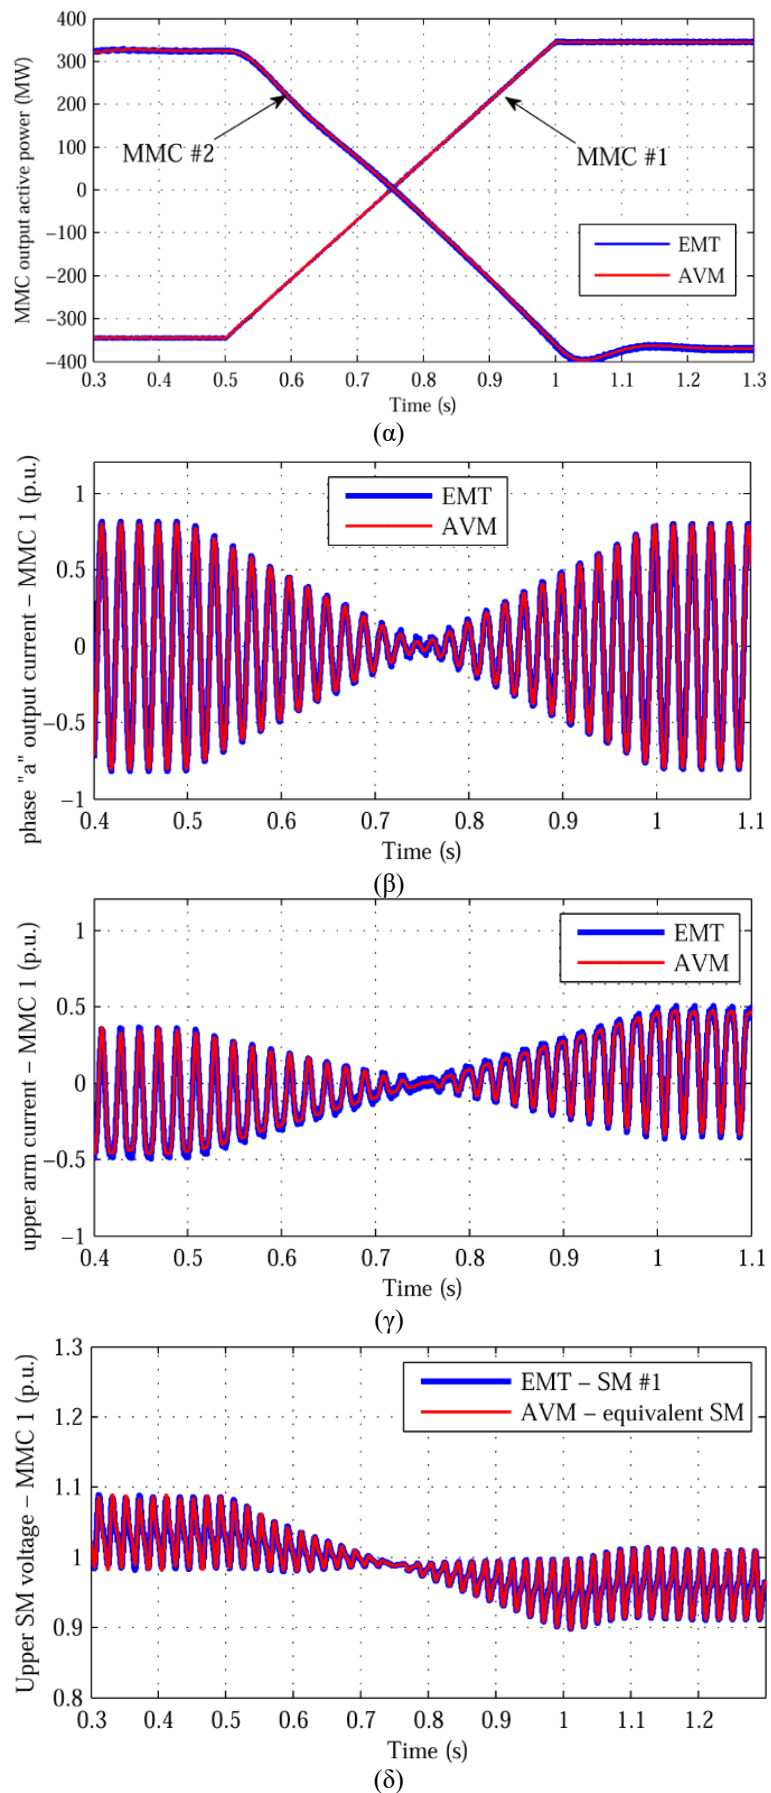 MMC output active power (MW)
400
300
200
100
0
−100
−200
−300
−400
MMC #2
MMC #1
EMT
AVM
0.3 0.4 0.5 0.6 0.7 0.8 0.9 1 1.1 1.2 1.3
Time (s)
(α)
phase "a" output current − MMC 1 (p.u.)
1
0.5
0
−0.5
−1
EMT
AVM
0.4 0.5 0.6 0.7 0.8 0.9 1 1.1
Time (s)
(β)
upper arm current − MMC 1 (p.u.)
1
0.5
0
−0.5
−1
EMT
AVM
0.4 0.5 0.6 0.7 0.8 0.9 1 1.1
Time (s)
(γ)
Upper SM voltage − MMC 1 (p.u.)
1.3
1.2
1.1
1
0.9
0.8
EMT − SM #1
AVM − equivalent SM
0.3 0.4 0.5 0.6 0.7 0.8 0.9 1 1.1 1.2
Time (s)
(δ)